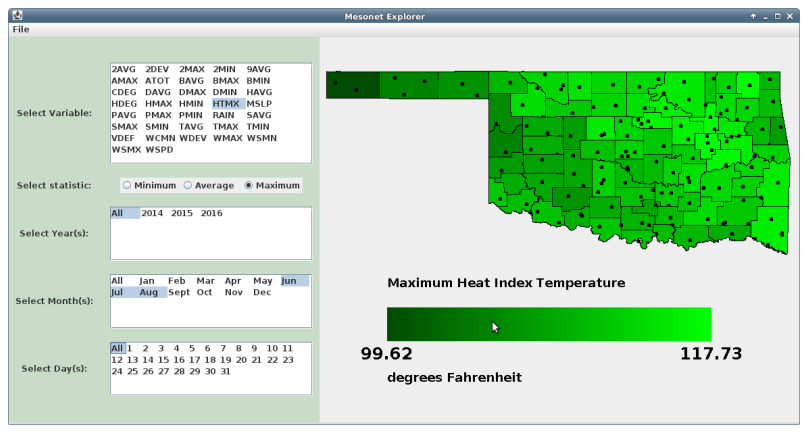 Mesonet Explorer
File
Select Variable:
2AVG 2DEV 2MAX 2MIN 9AVG
AMAX ATOT BAVG BMAX BMIN
CDEG DAVG DMAX DMIN HAVG
HDEG HMAX HMIN HTMX MSLP
PAVG PMAX PMIN RAIN SAVG
SMAX SMIN TAVG TMAX TMIN
VDEF WCMN WDEV WMAX WSMN
WSMX WSPD
Select statistic:
Minimum Average Maximum
Select Year(s):
All 2014 2015 2016
Select Month(s):
All Jan Feb Mar Apr May Jun
Jul Aug Sept Oct Nov Dec
Select Day(s):
All 1 2 3 4 5 6 7 8 9 10 11
12 13 14 15 16 17 18 19 20 21 22 23
24 25 26 27 28 29 30 31
Maximum Heat Index Temperature
99.62 117.73
degrees Fahrenheit